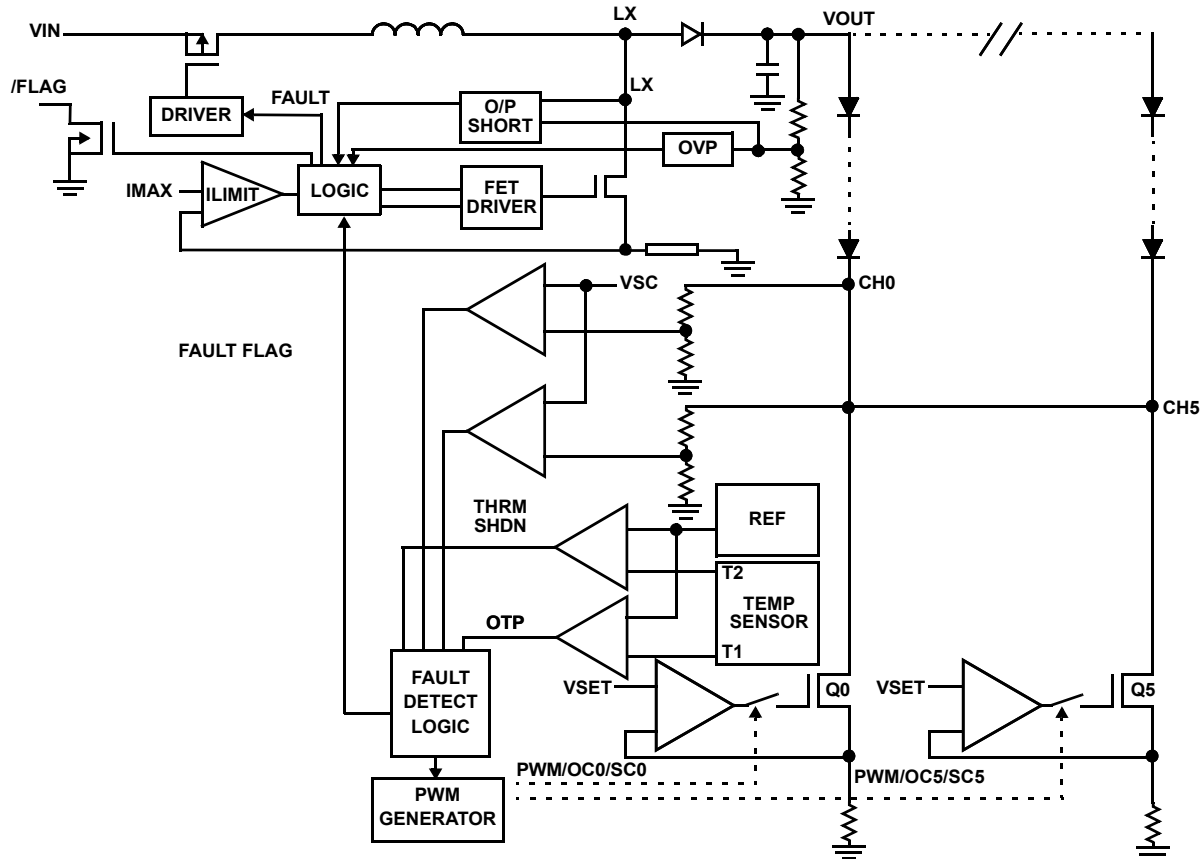 LX
VOUT
VIN
LX
/FLAG
FAULT
DRIVER
O/P
SHORT
OVP
IMAX
ILIMIT
LOGIC
FET
DRIVER
VSC
CH0
FAULT FLAG
CH5
THRM
SHDN
REF
T2
TEMP
SENSOR
OTP
T1
FAULT
DETECT
LOGIC
VSET
Q0
VSET
Q5
PWM/OC0/SC0
PWM/OC5/SC5
PWM
GENERATOR